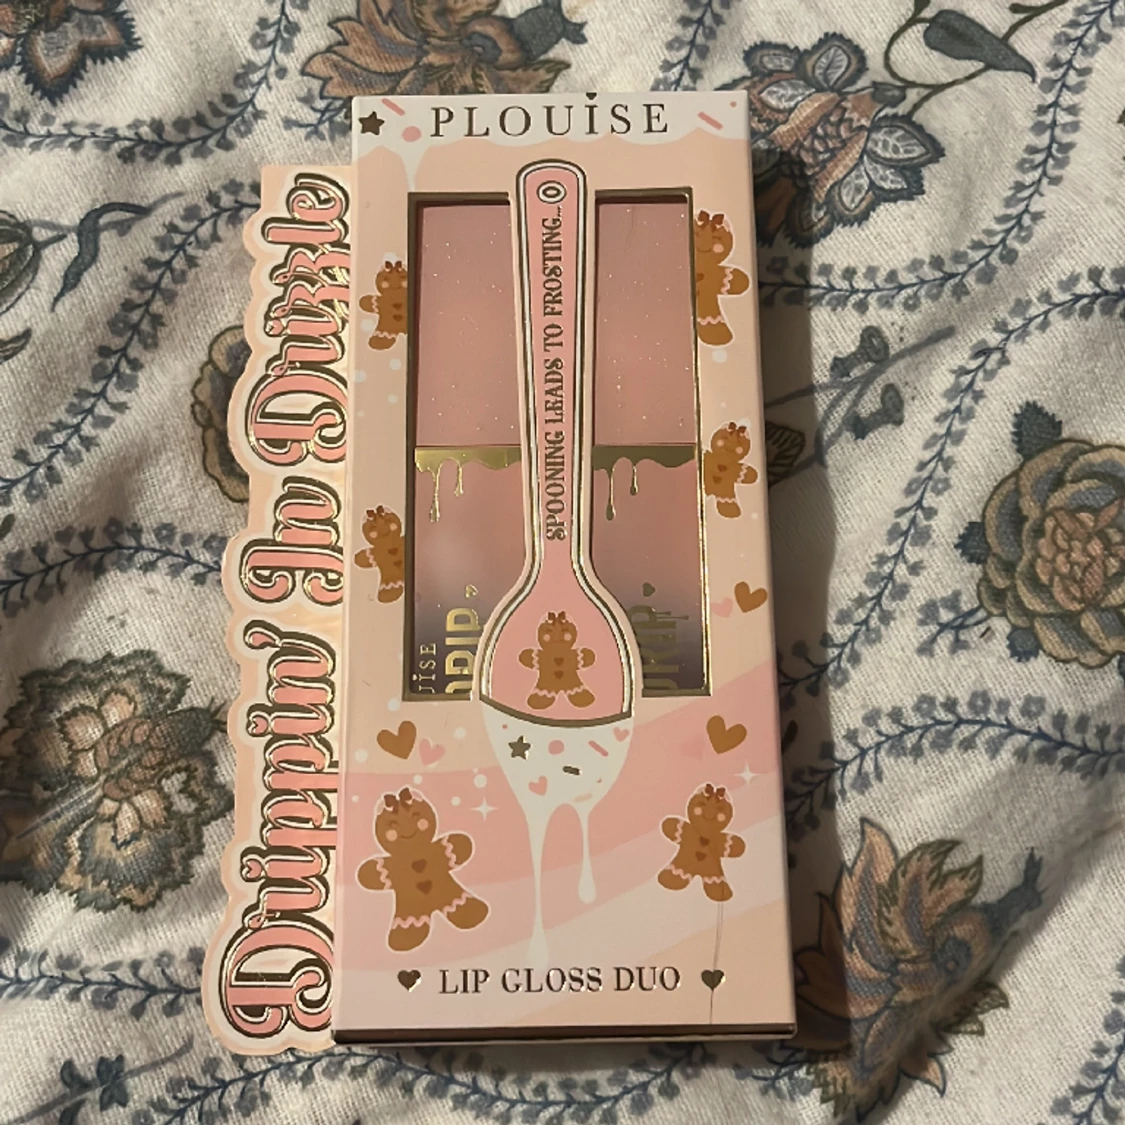 PLOUiSE
Drippin' In Drizzle
SPOONING LEADS TO FROSTING...
DRIP
DRIP
LIP GLOSS DUO